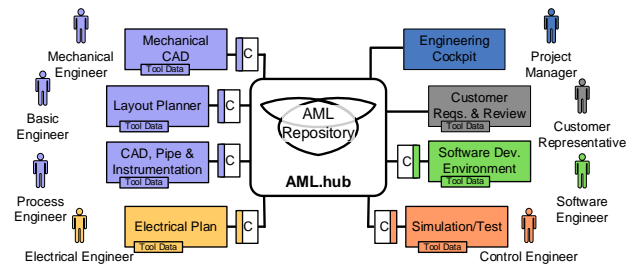 Mechanical
Engineer
Mechanical
CAD
Tool Data
C
Engineering
Cockpit
Project
Manager
Basic
Engineer
Layout Planner
Tool Data
C
AML
Repository
AML.hub
Customer
Reqs. & Review
Tool Data
Customer
Representative
Process
Engineer
CAD, Pipe &
Instrumentation
Tool Data
C
C
Software Dev.
Environment
Tool Data
Software
Engineer
Electrical Engineer
Electrical Plan
Tool Data
C
C
Simulation/Test
Tool Data
Control Engineer